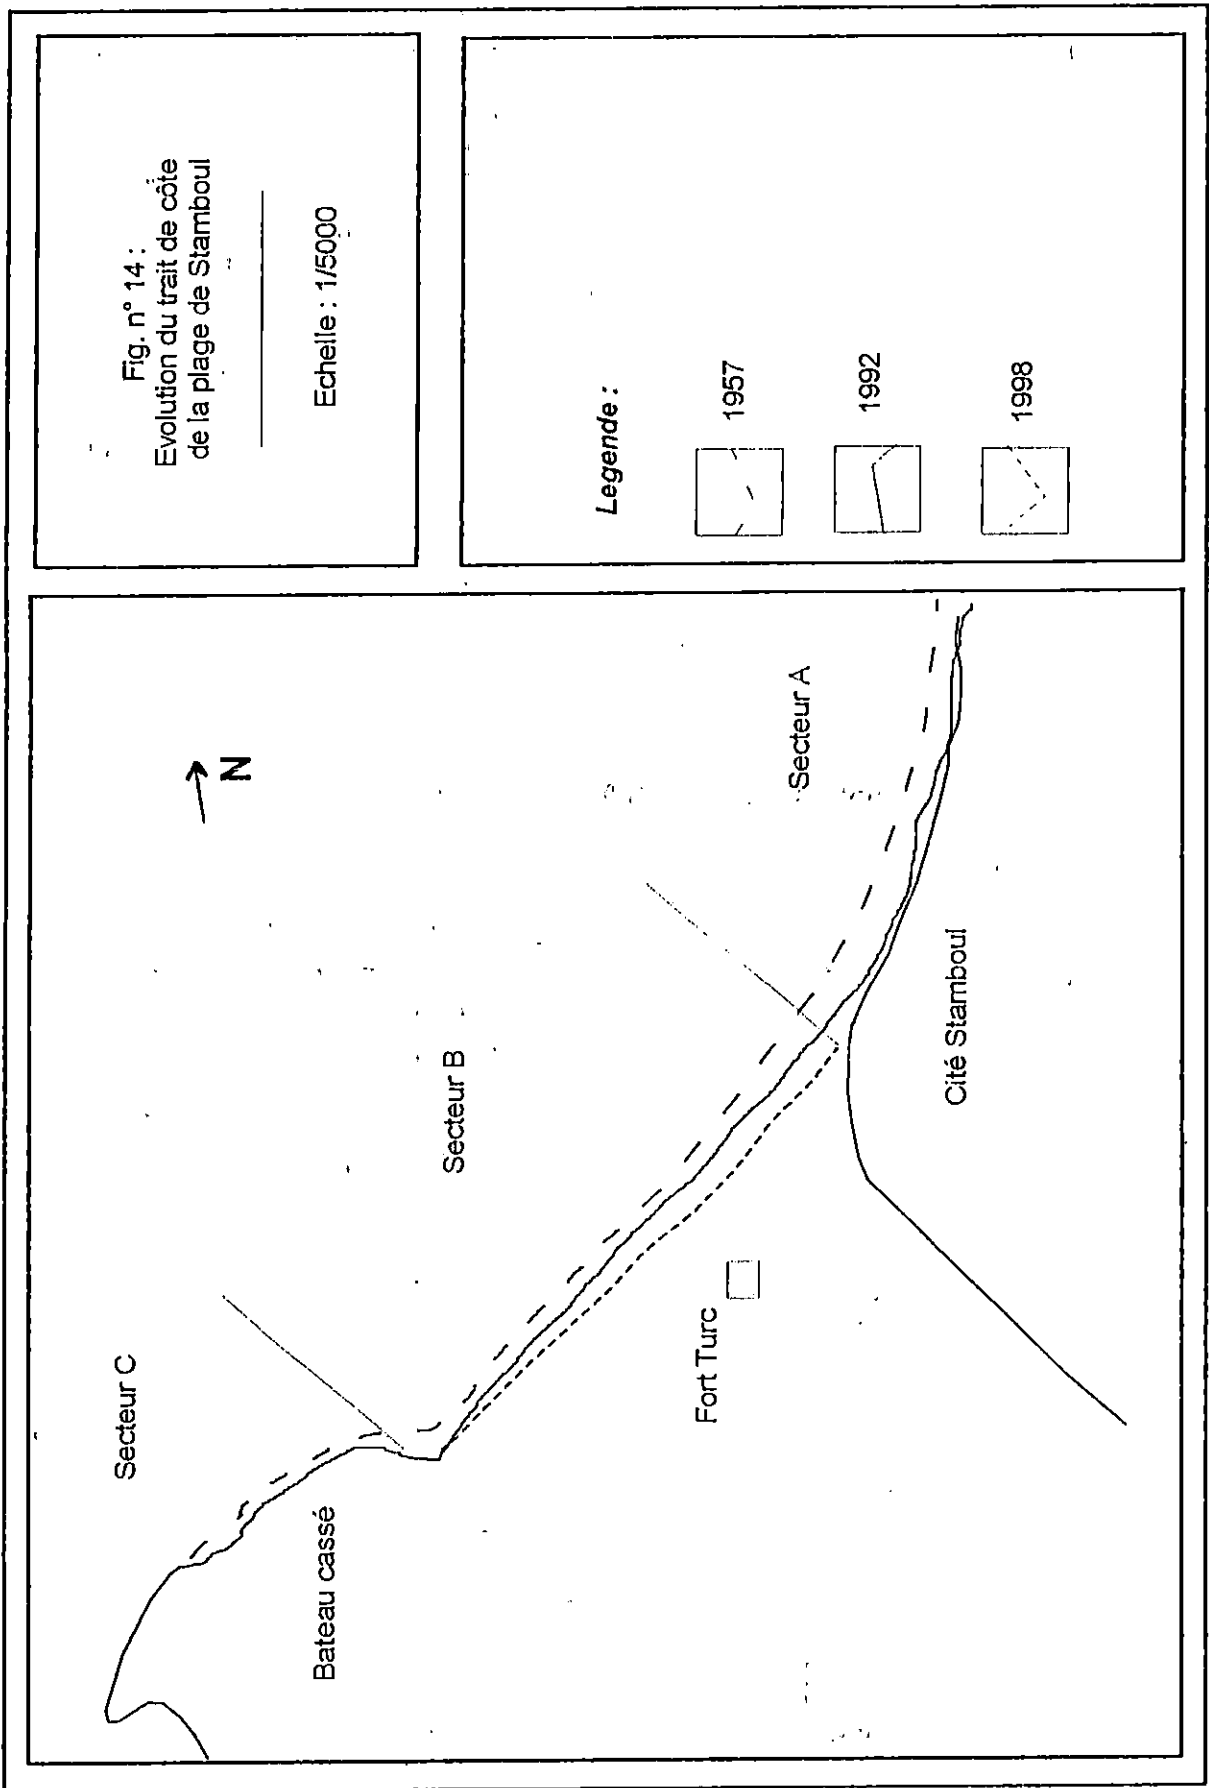 Fig. n° 14 :
Evolution du trait de côte
de la plage de Stamboul
Echelle : 1/5000
Legende :
1957
1992
1998
N
Secteur A
Secteur B
Secteur C
Cité Stamboul
Fort Turc
Bateau cassé